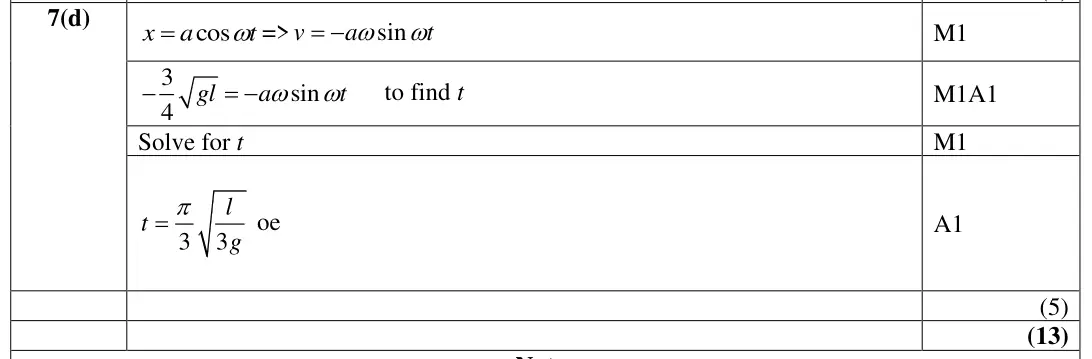 7(d)
x = a cos ωt => v = −aω sin ωt
M1
−3/4 √(gl) = −aω sin ωt to find t
M1A1
Solve for t
M1
t = π/3 √(l/3g) oe
A1
(5)
(13)